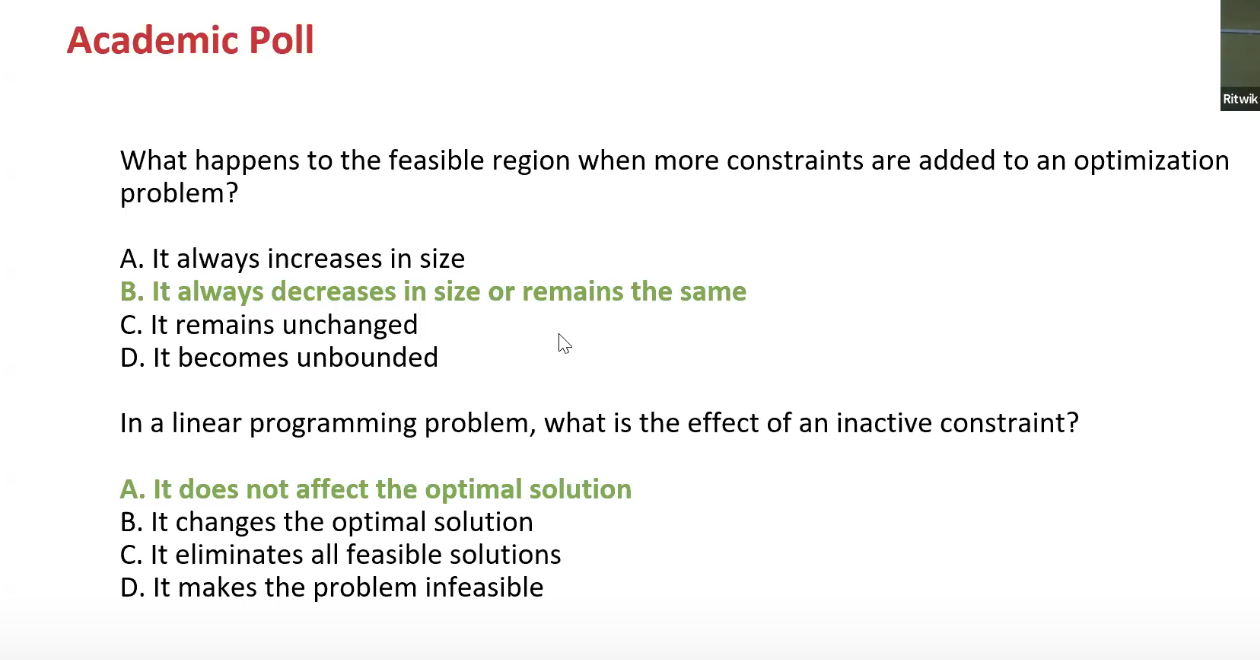 Academic Poll
Ritwik
What happens to the feasible region when more constraints are added to an optimization
problem?
A. It always increases in size
B. It always decreases in size or remains the same
C. It remains unchanged
D. It becomes unbounded
In a linear programming problem, what is the effect of an inactive constraint?
A. It does not affect the optimal solution
B. It changes the optimal solution
C. It eliminates all feasible solutions
D. It makes the problem infeasible